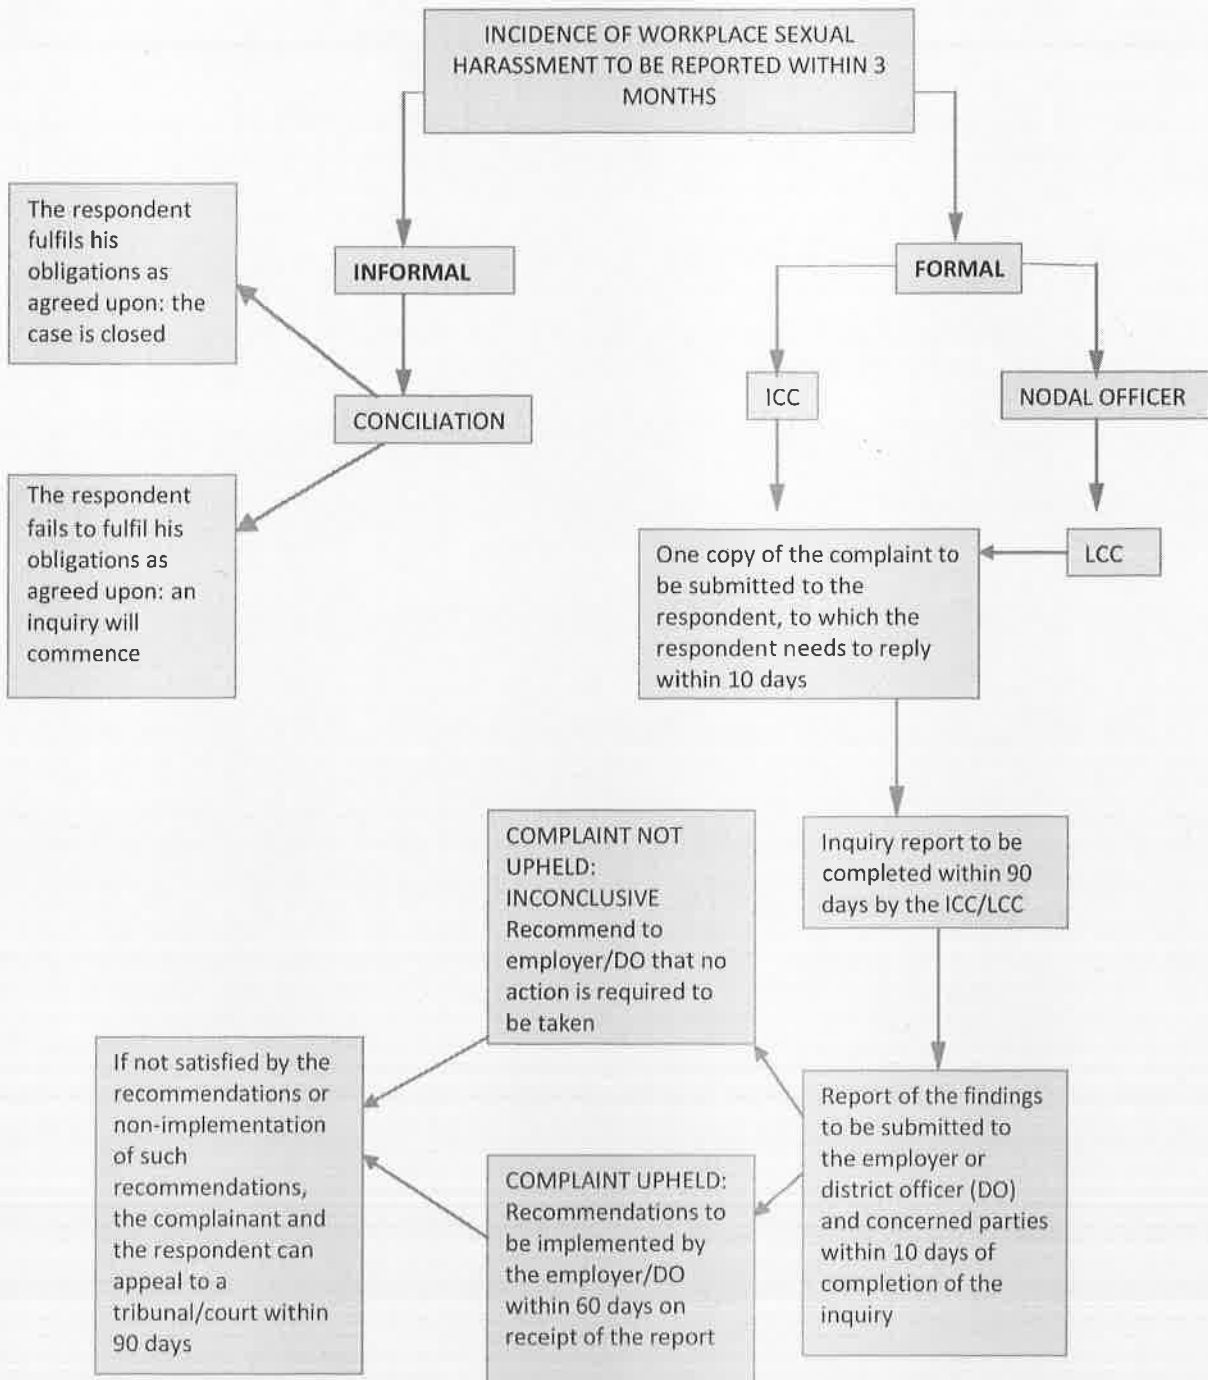 INCIDENCE OF WORKPLACE SEXUAL
HARASSMENT TO BE REPORTED WITHIN 3
MONTHS
The respondent
fulfils his
obligations as
agreed upon: the
case is closed
INFORMAL
FORMAL
ICC
NODAL OFFICER
CONCILIATION
The respondent
fails to fulfil his
obligations as
agreed upon: an
inquiry will
commence
One copy of the complaint to
be submitted to the
respondent, to which the
respondent needs to reply
within 10 days
LCC
COMPLAINT NOT
UPHELD:
INCONCLUSIVE
Recommend to
employer/DO that no
action is required to
be taken
Inquiry report to be
completed within 90
days by the ICC/LCC
If not satisfied by the
recommendations or
non-implementation
of such
recommendations,
the complainant and
the respondent can
appeal to a
tribunal/court within
90 days
COMPLAINT UPHELD:
Recommendations to
be implemented by
the employer/DO
within 60 days on
receipt of the report
Report of the findings
to be submitted to
the employer or
district officer (DO)
and concerned parties
within 10 days of
completion of the
inquiry